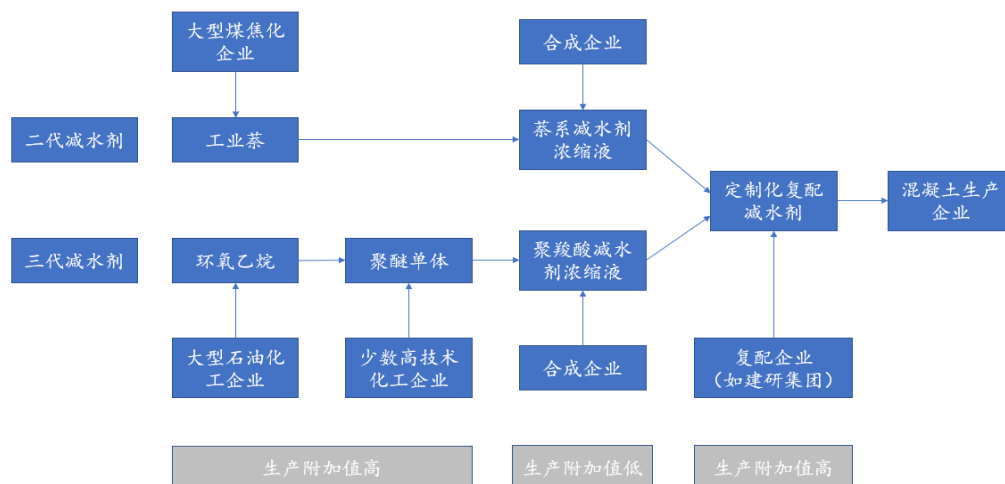 大型煤焦化
企业
合成企业
二代减水剂
工业萘
萘系减水剂
浓缩液
定制化复配
减水剂
混凝土生产
企业
三代减水剂
环氧乙烷
聚醚单体
聚羧酸减水
剂浓缩液
大型石油化
工企业
少数高技术
化工企业
合成企业
复配企业
（如建研集团）
生产附加值高
生产附加值低
生产附加值高